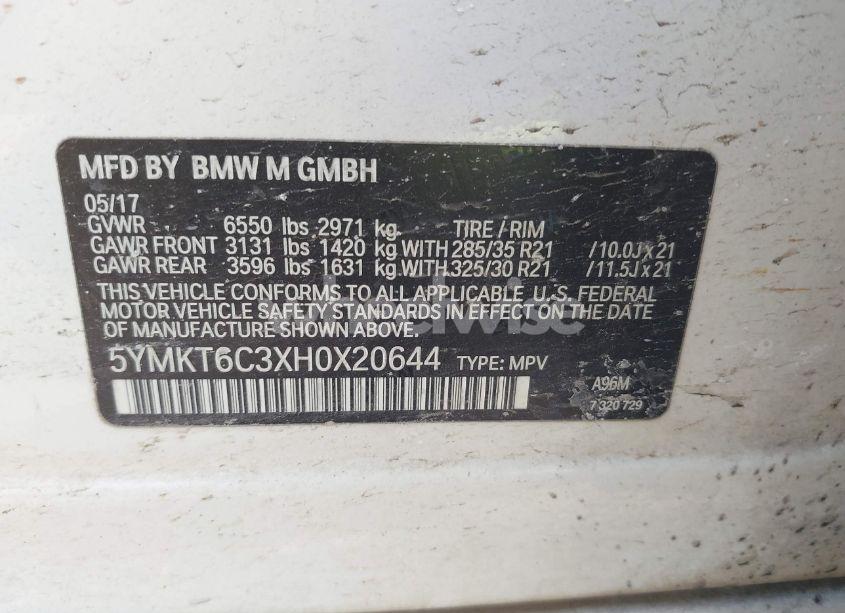 MFD BY BMW M GMBH
05/17
GVWR 6550 lbs 2971 kg. TIRE / RIM
GAWR FRONT 3131 lbs 1420 kg WITH 285/35 R21 /10.0J x 21
GAWR REAR 3596 lbs 1631 kg WITH 325/30 R21 /11.5J x 21
THIS VEHICLE CONFORMS TO ALL APPLICABLE U.S. FEDERAL
MOTOR VEHICLE SAFETY STANDARDS IN EFFECT ON THE DATE
OF MANUFACTURE SHOWN ABOVE.
5YMKT6C3XH0X20644 TYPE: MPV
A96M
7 320 729